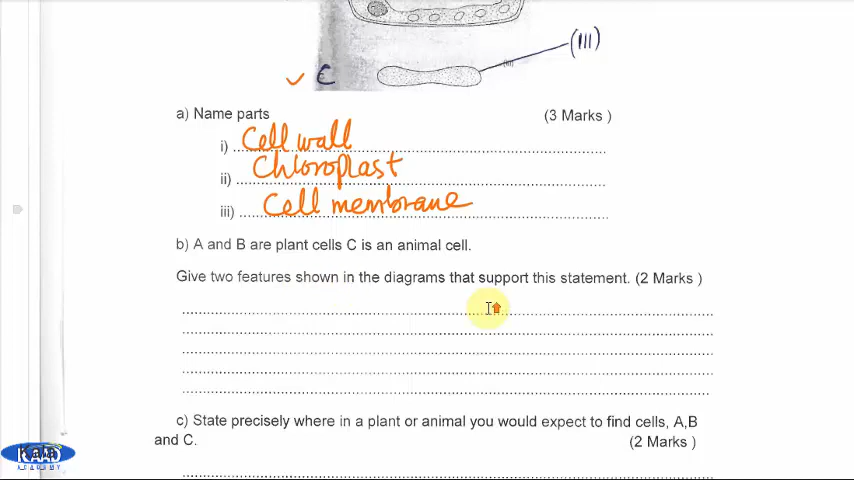 (III)
C
a) Name parts (3 Marks )
i) Cell wall
ii) Chloroplast
iii) Cell membrane
b) A and B are plant cells C is an animal cell.
Give two features shown in the diagrams that support this statement. (2 Marks )
c) State precisely where in a plant or animal you would expect to find cells, A,B
and C. (2 Marks )
ACADEMY